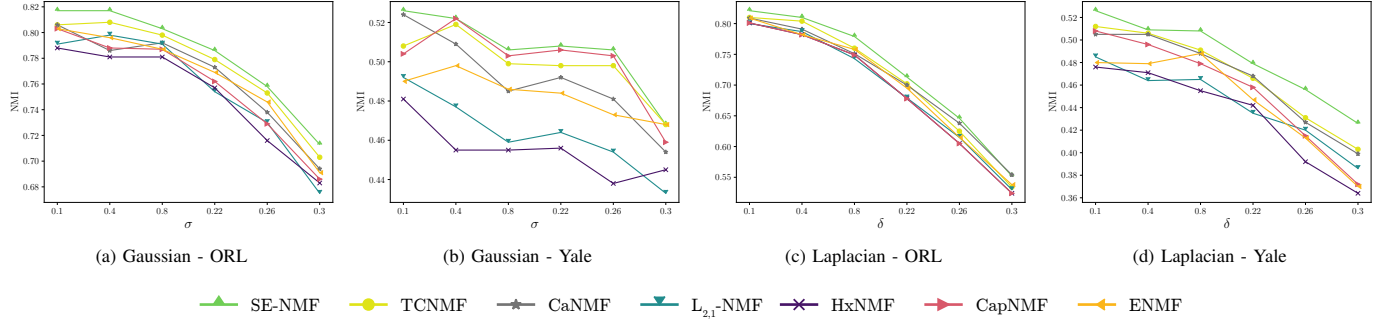 NMI
0.82
0.80
0.78
0.76
0.74
0.72
0.70
0.68
0.1 0.4 0.8 0.22 0.26 0.3
σ
(a) Gaussian - ORL
NMI
0.52
0.50
0.48
0.46
0.44
0.1 0.4 0.8 0.22 0.26 0.3
σ
(b) Gaussian - Yale
NMI
0.80
0.75
0.70
0.65
0.60
0.55
0.1 0.4 0.8 0.22 0.26 0.3
δ
(c) Laplacian - ORL
NMI
0.52
0.50
0.48
0.46
0.44
0.42
0.40
0.38
0.36
0.1 0.4 0.8 0.22 0.26 0.3
δ
(d) Laplacian - Yale
SE-NMF TCNMF CaNMF L2,1-NMF HxNMF CapNMF ENMF